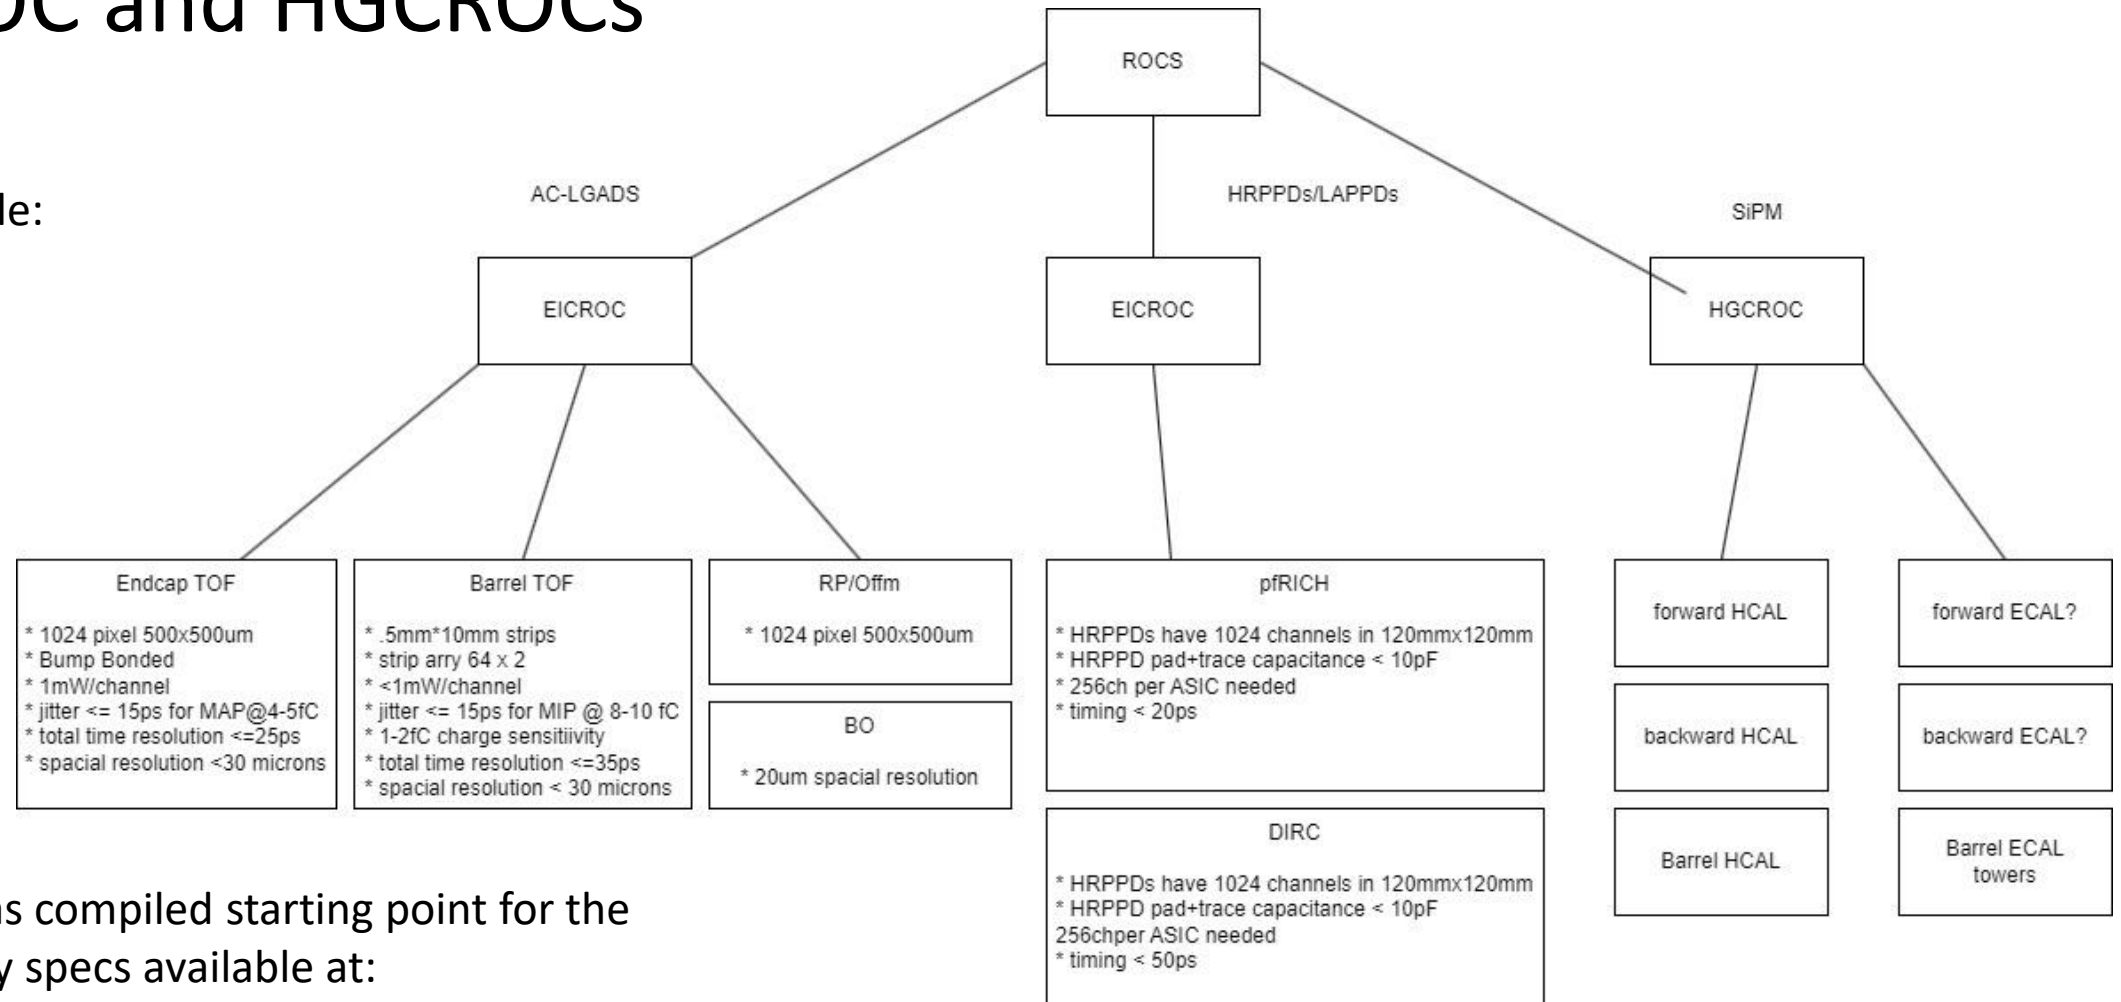 OC and HGCROCs
le:
ROCS
AC-LGADS
HRPPDs/LAPPDs
SiPM
EICROC
EICROC
HGCROC
Endcap TOF
* 1024 pixel 500x500um
* Bump Bonded
* 1mW/channel
* jitter <= 15ps for MAP@4-5fC
* total time resolution <=25ps
* spacial resolution <30 microns
Barrel TOF
* .5mm*10mm strips
* strip arry 64 x 2
* <1mW/channel
* jitter <= 15ps for MIP @ 8-10 fC
* 1-2fC charge sensitiivity
* total time resolution <=35ps
* spacial resolution < 30 microns
RP/Offm
* 1024 pixel 500x500um
BO
* 20um spacial resolution
pfRICH
* HRPPDs have 1024 channels in 120mmx120mm
* HRPPD pad+trace capacitance < 10pF
* 256ch per ASIC needed
* timing < 20ps
DIRC
* HRPPDs have 1024 channels in 120mmx120mm
* HRPPD pad+trace capacitance < 10pF
256chper ASIC needed
* timing < 50ps
forward HCAL
backward HCAL
Barrel HCAL
forward ECAL?
backward ECAL?
Barrel ECAL
towers
s compiled starting point for the
y specs available at: